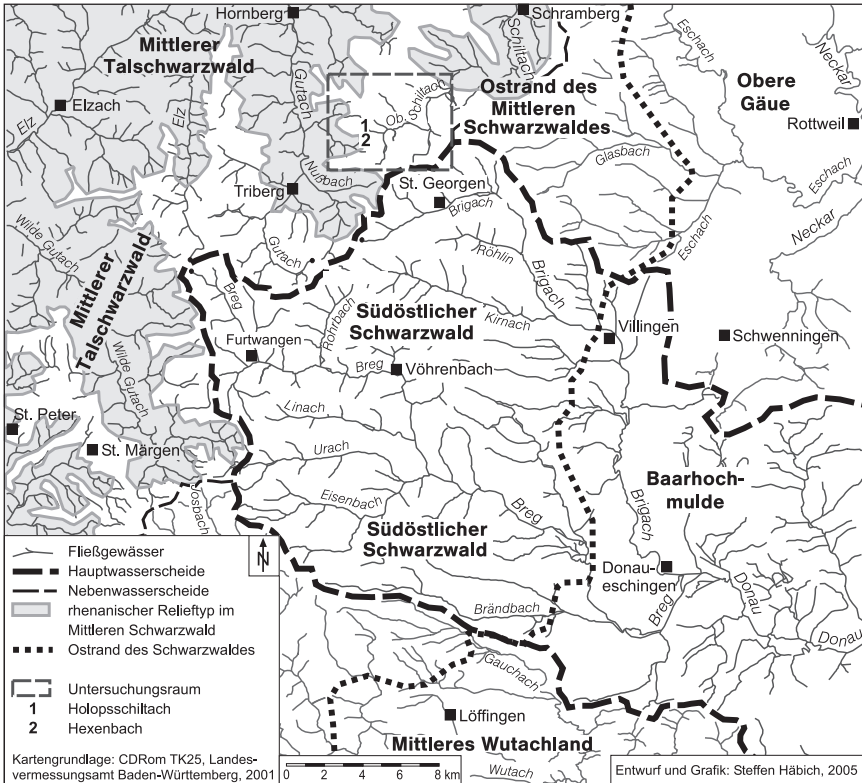 Hornberg
Schramberg
Mittlerer
Talschwarzwald
Schiltach
Eschach
Neckar
Obere
Gäue
Elzach
Elz
Elz
Gutach
Ob. Schiltach
1
2
Ostrand des
Mittleren
Schwarzwaldes
Rottweil
Nußbach
Glasbach
Eschach
Triberg
St. Georgen
Brigach
Eschach
Neckar
Wilde Gutach
Gutach
Röhlin
Brigach
Mittlerer
Talschwarzwald
Breg
Rohrbach
Südöstlicher
Schwarzwald
Kirnach
Villingen
Schwenningen
Furtwangen
Breg
Vöhrenbach
Wilde Gutach
Linach
St. Peter
St. Märgen
Urach
Baarhoch-
mulde
Eisenbach
Breg
Brigach
Südöstlicher
Schwarzwald
Donau-
eschingen
Donau
Breg
Donau
Brändbach
Gauchach
Löffingen
Mittleres Wutachland
Wutach
Fließgewässer
N
Hauptwasserscheide
Nebenwasserscheide
rhenanischer Relieftyp im
Mittleren Schwarzwald
Ostrand des Schwarzwaldes
Untersuchungsraum
1 Holopsschiltach
2 Hexenbach
Kartengrundlage: CDRom TK25, Landes-
vermessungsamt Baden-Württemberg, 2001
0 2 4 6 8 km
Entwurf und Grafik: Steffen Häbich, 2005